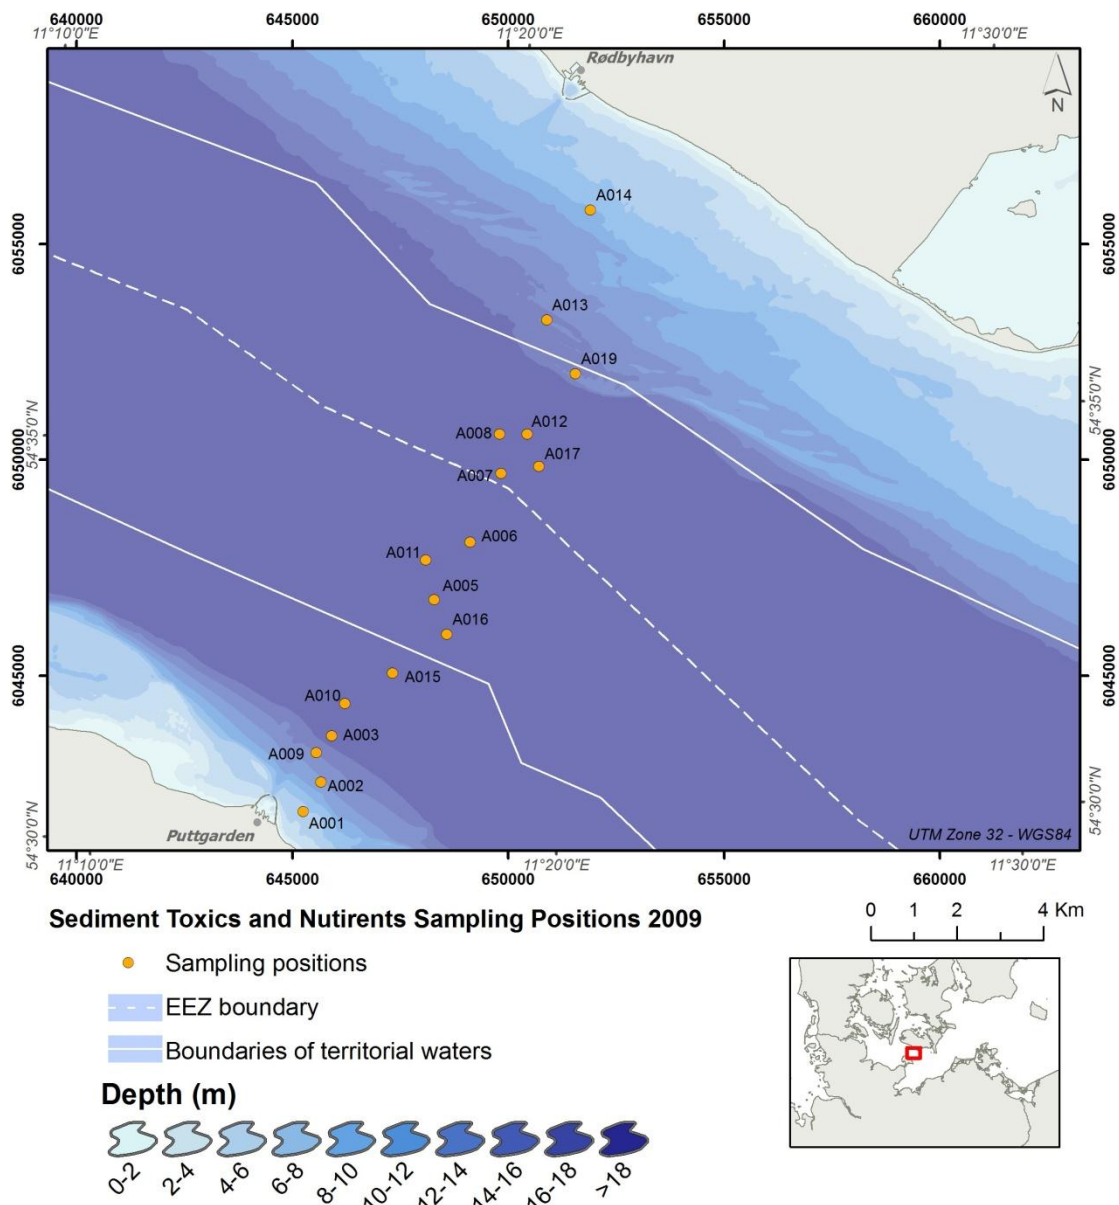 640000 645000 650000 655000 660000
11°10'0"E 11°20'0"E 11°30'0"E
Rødbyhavn
N
A014
6055000 6055000
A013
A019
54°35'0"N
A008 A012
54°35'0"N
6050000 6050000
A017
A007
A006
A011
A005
A016
6045000 6045000
A015
A010
A003
A009
A002
54°30'0"N
A001
Puttgarden
UTM Zone 32 - WGS84
54°30'0"N
11°10'0"E 11°20'0"E 11°30'0"E
640000 645000 650000 655000 660000
Sediment Toxics and Nutirents Sampling Positions 2009
0 1 2 4 Km
Sampling positions
EEZ boundary
Boundaries of territorial waters
Depth (m)
0-2 2-4 4-6 6-8 8-10 10-12 12-14 14-16 16-18 >18